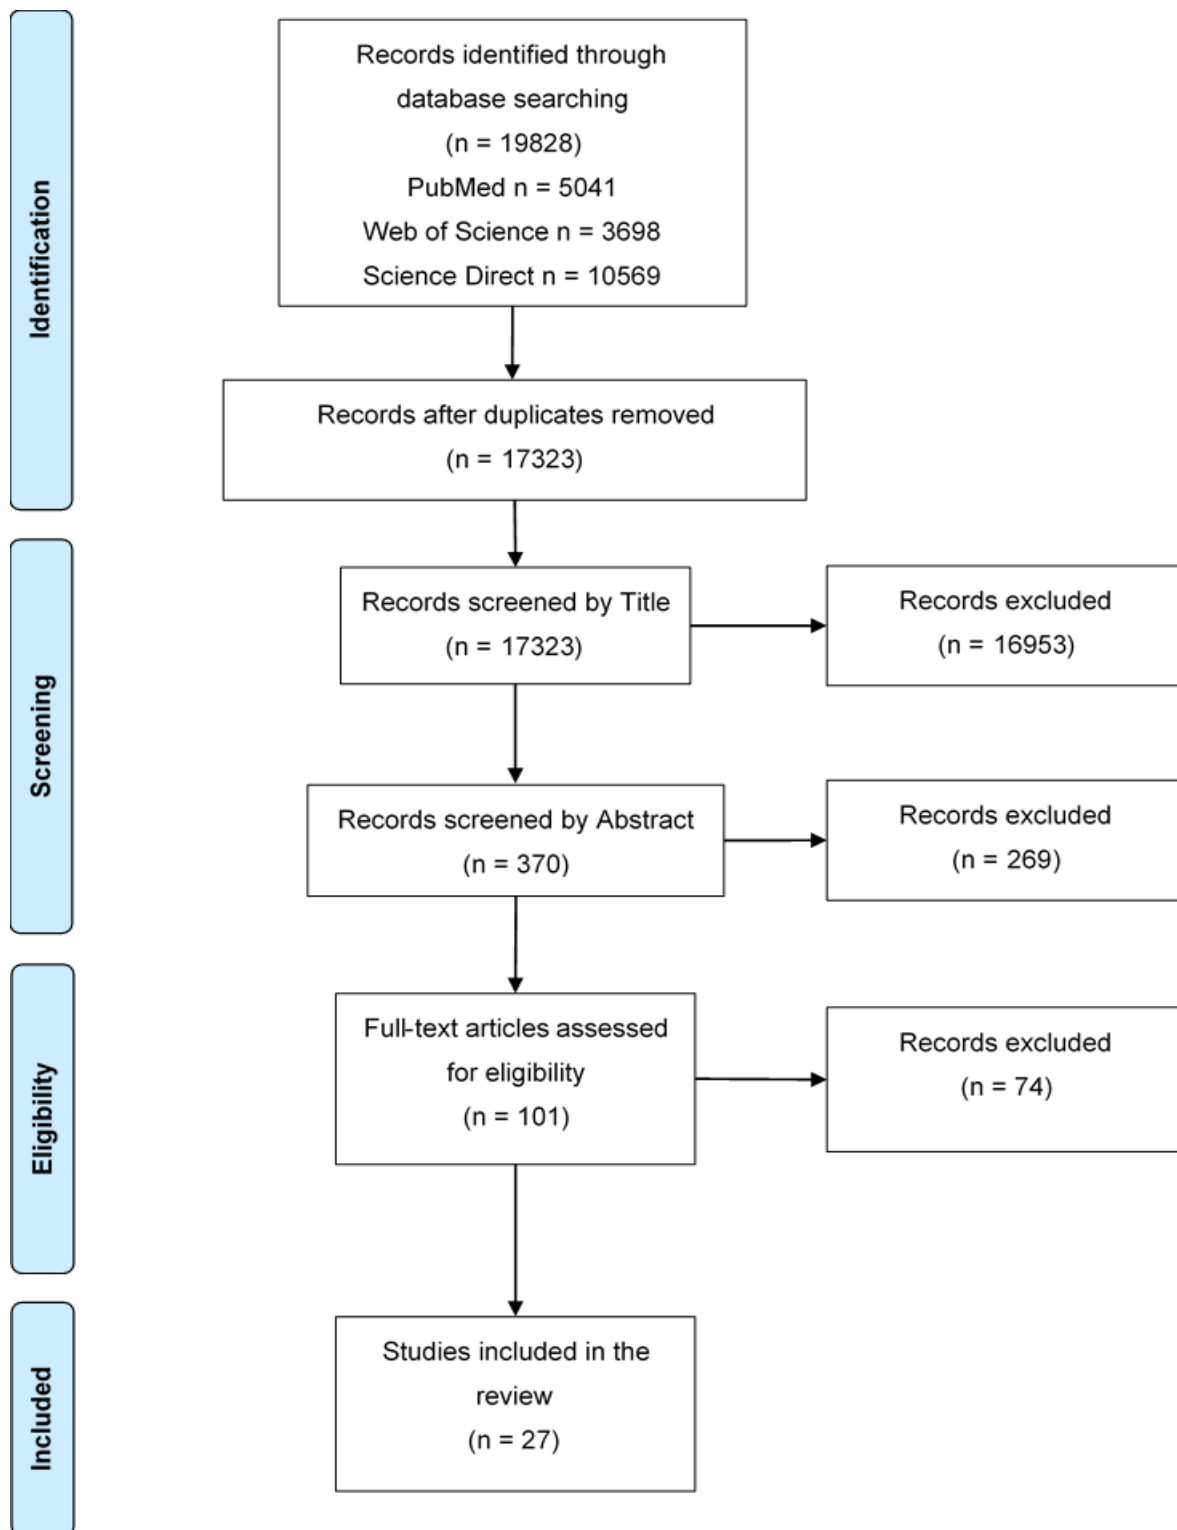 Identification
Records identified through
database searching
(n = 19828)
PubMed n = 5041
Web of Science n = 3698
Science Direct n = 10569
Records after duplicates removed
(n = 17323)
Screening
Records screened by Title
(n = 17323)
Records excluded
(n = 16953)
Records screened by Abstract
(n = 370)
Records excluded
(n = 269)
Eligibility
Full-text articles assessed
for eligibility
(n = 101)
Records excluded
(n = 74)
Included
Studies included in the
review
(n = 27)